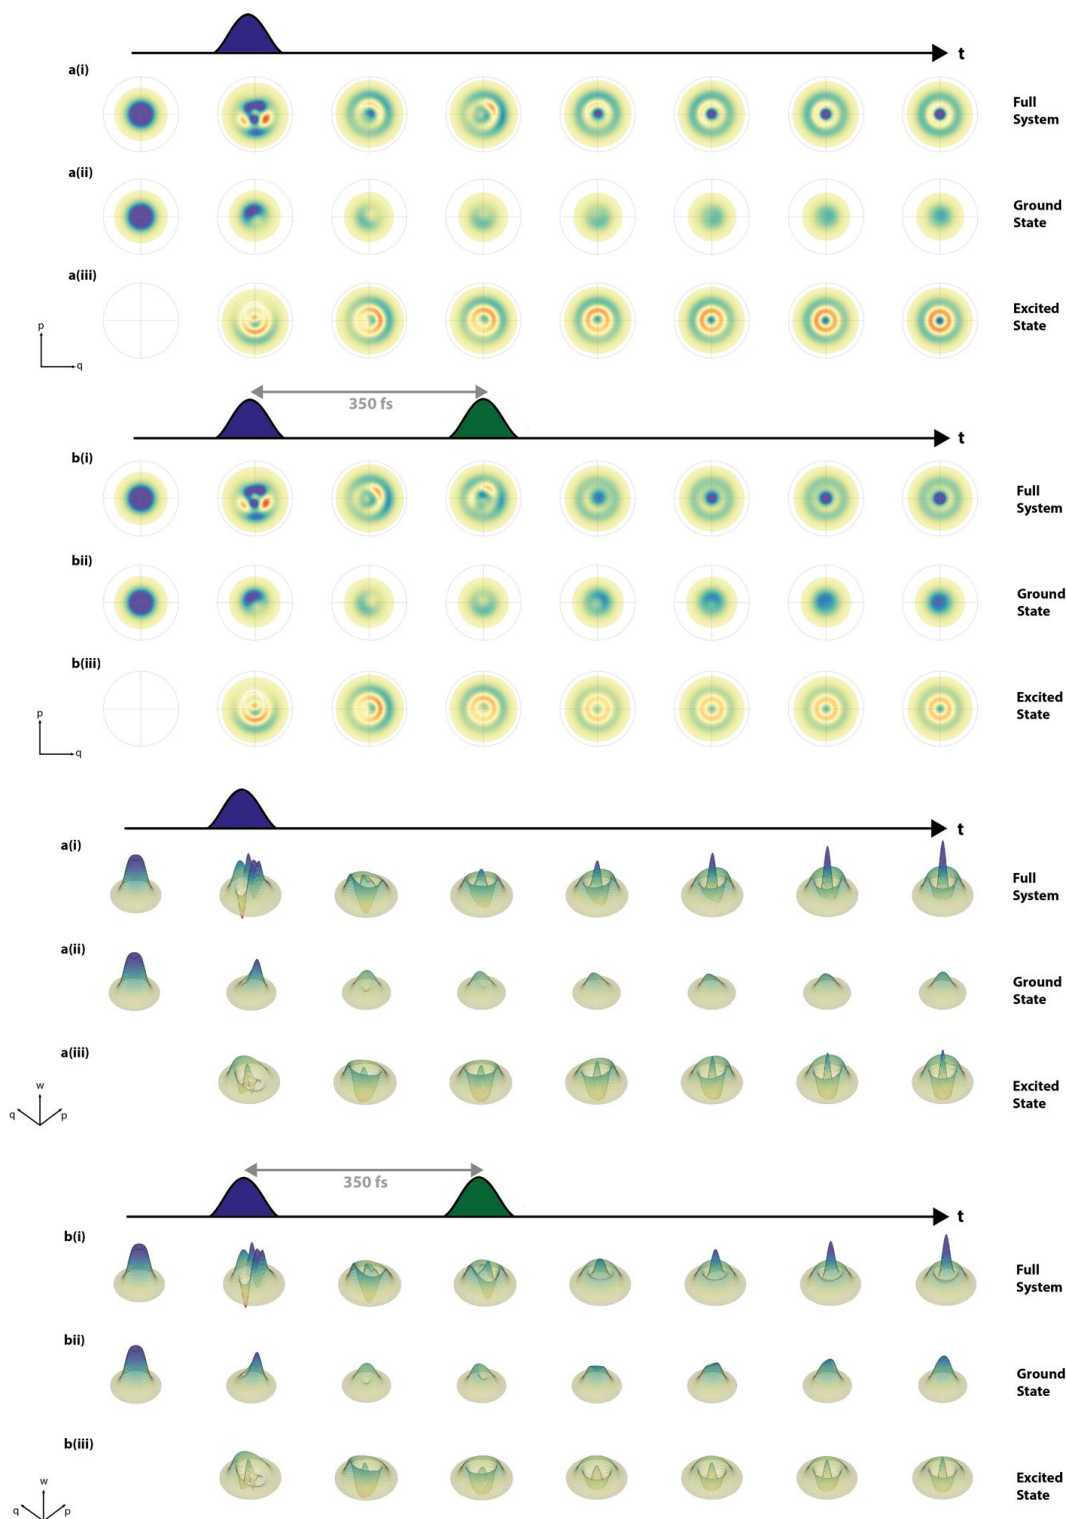 t
a(i)
Full
System
a(ii)
Ground
State
a(iii)
Excited
State
p
q
350 fs
t
b(i)
Full
System
bii)
Ground
State
b(iii)
Excited
State
p
q
t
a(i)
Full
System
a(ii)
Ground
State
a(iii)
Excited
State
w
q
p
350 fs
t
b(i)
Full
System
bii)
Ground
State
b(iii)
Excited
State
w
q
p